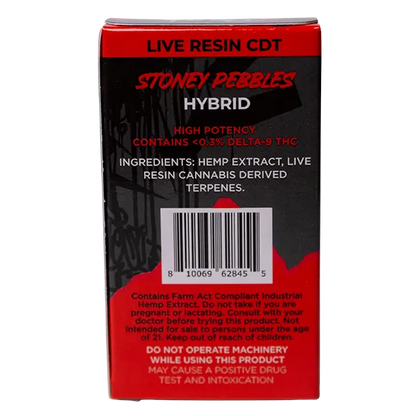 LIVE RESIN CDT
STONEY PEBBLES
HYBRID
HIGH POTENCY
CONTAINS <0.3% DELTA-9 THC
INGREDIENTS: HEMP EXTRACT, LIVE
RESIN CANNABIS DERIVED
TERPENES.
8 10069 62845 5
Contains Farm Act Compliant Industrial
Hemp Extract. Do not take if you are
pregnant or lactating. Consult with your
doctor before trying this product. Not
Intended for sale to persons under the age
of 21. Keep out of reach of children.
DO NOT OPERATE MACHINERY
WHILE USING THIS PRODUCT
MAY CAUSE A POSITIVE DRUG
TEST AND INTOXICATION